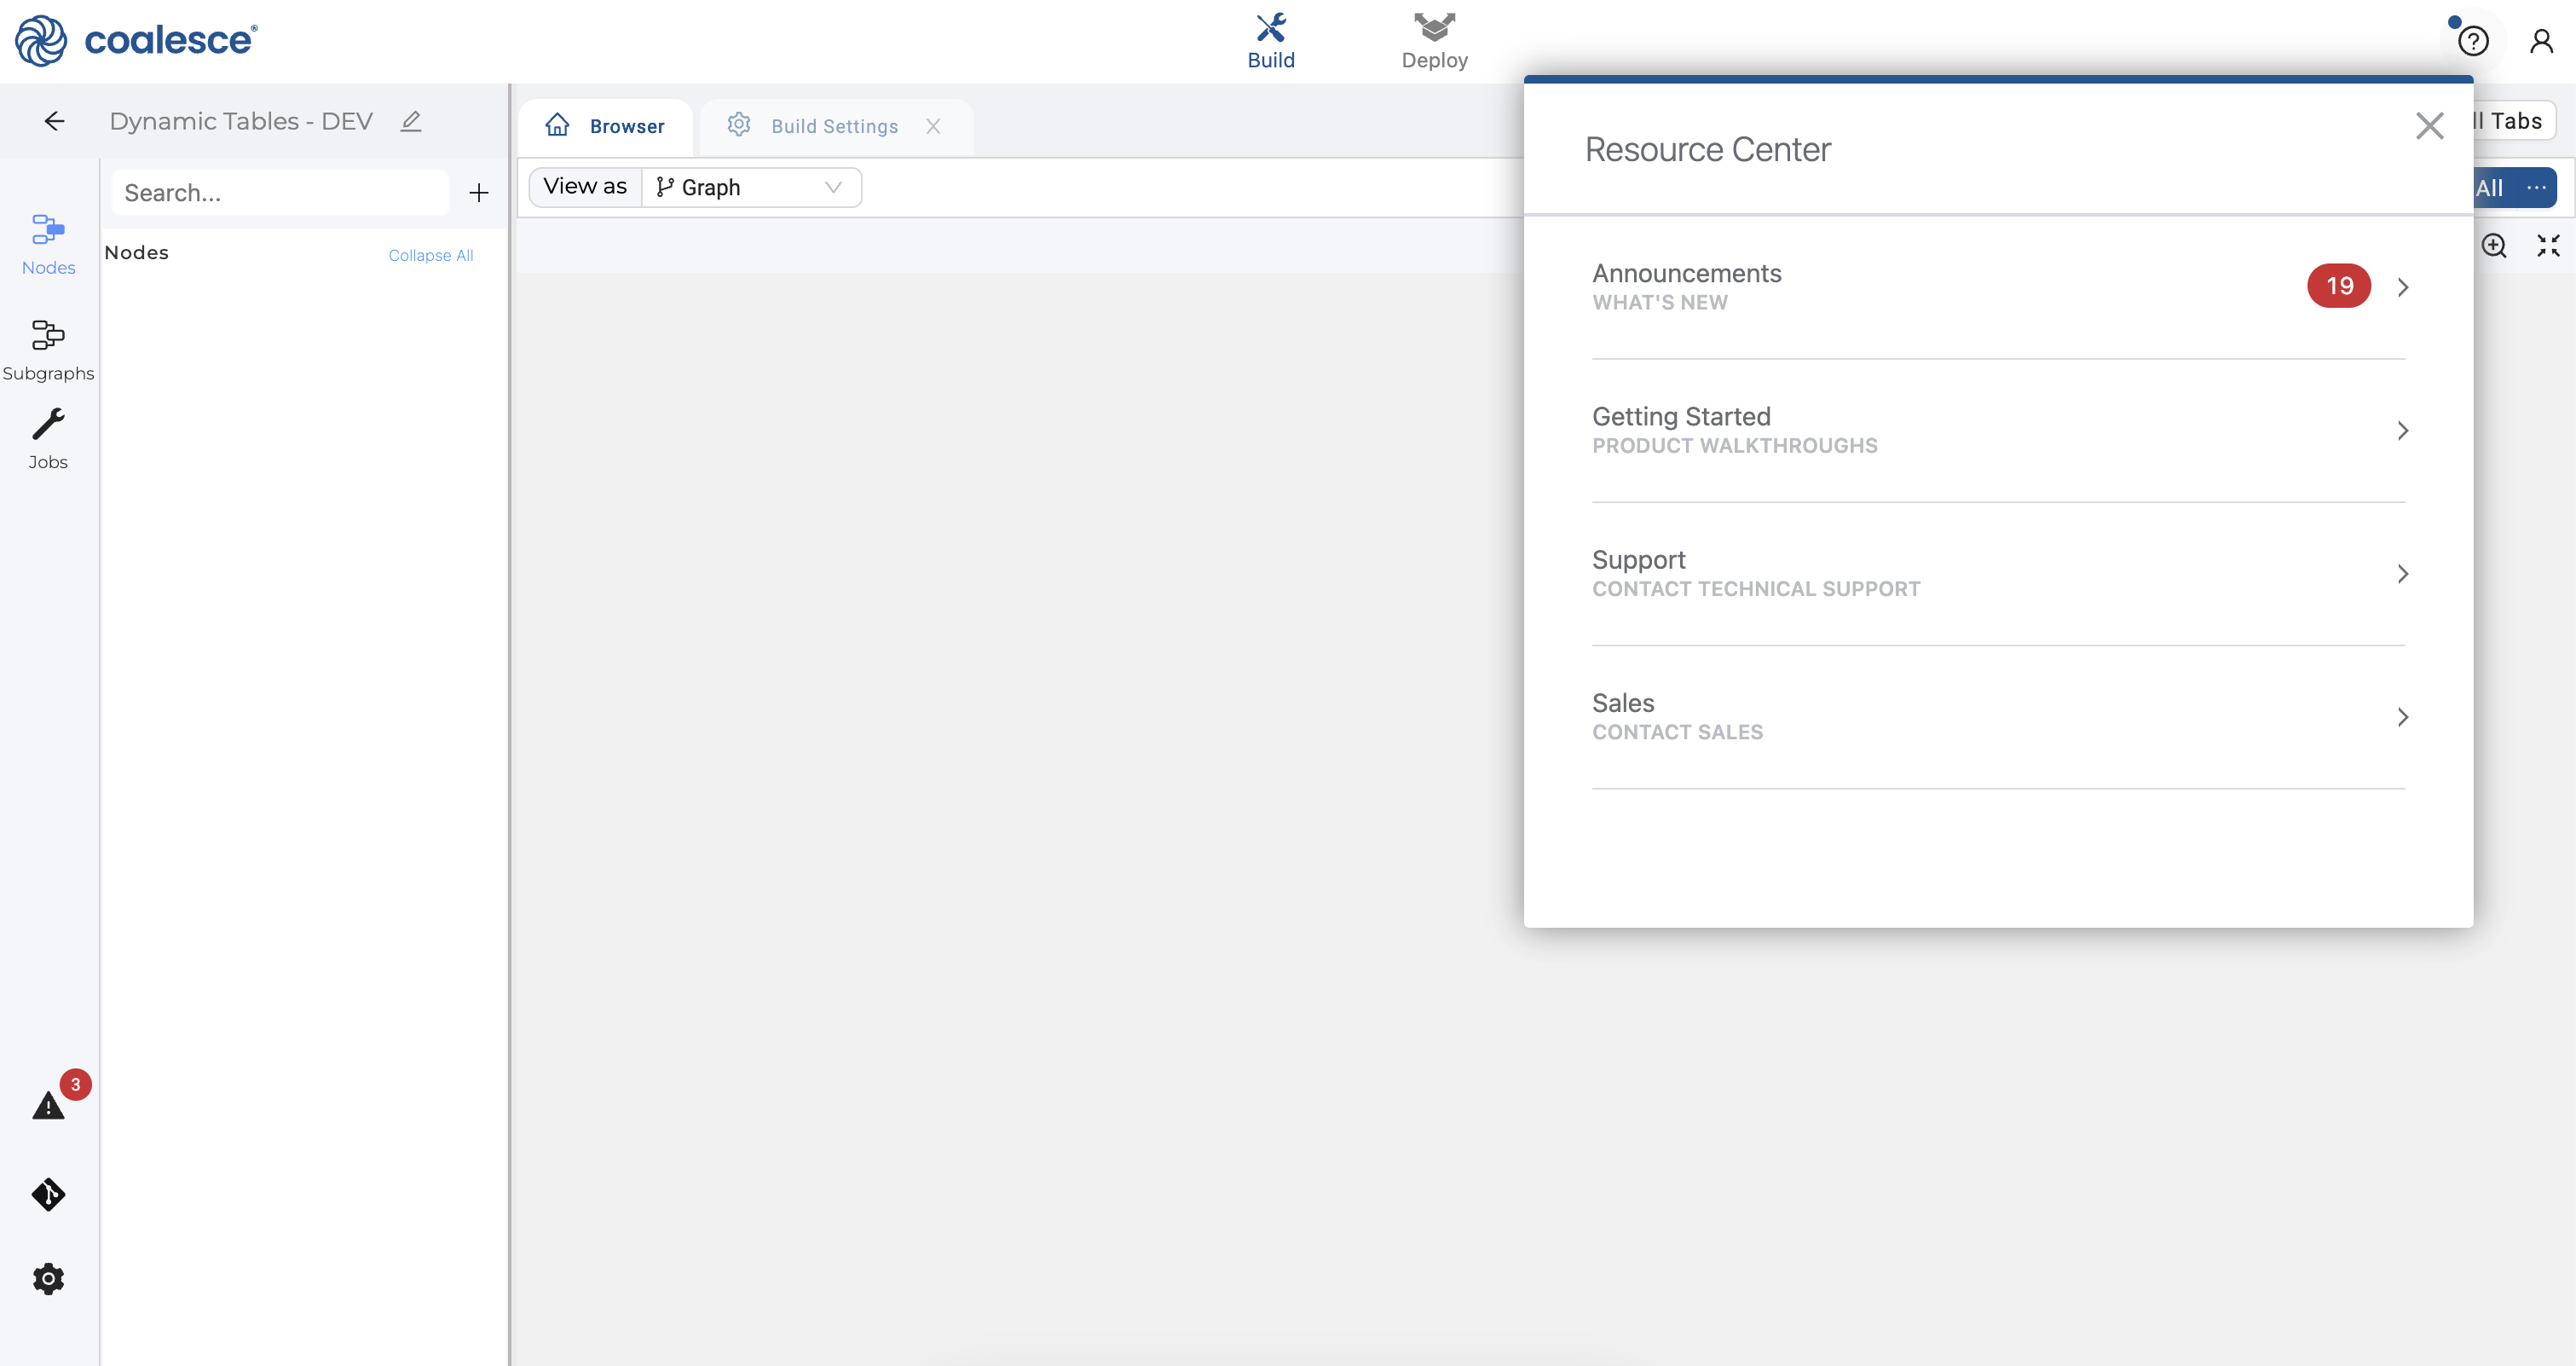 coalesce®
Build
Deploy
Dynamic Tables - DEV
Browser
Build Settings
ll Tabs
Search...
View as
Graph
All
Nodes
Collapse All
Nodes
Subgraphs
Jobs
3
Resource Center
Announcements
WHAT'S NEW
19
Getting Started
PRODUCT WALKTHROUGHS
Support
CONTACT TECHNICAL SUPPORT
Sales
CONTACT SALES